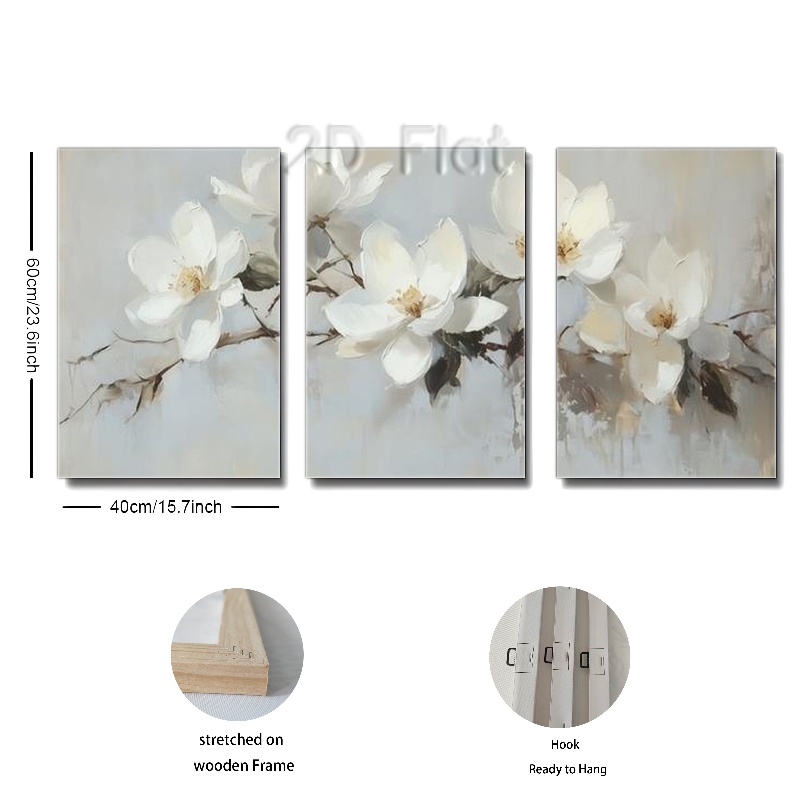 2D Flat
60cm/23.6inch
40cm/15.7inch
stretched on
wooden Frame
Hook
Ready to Hang